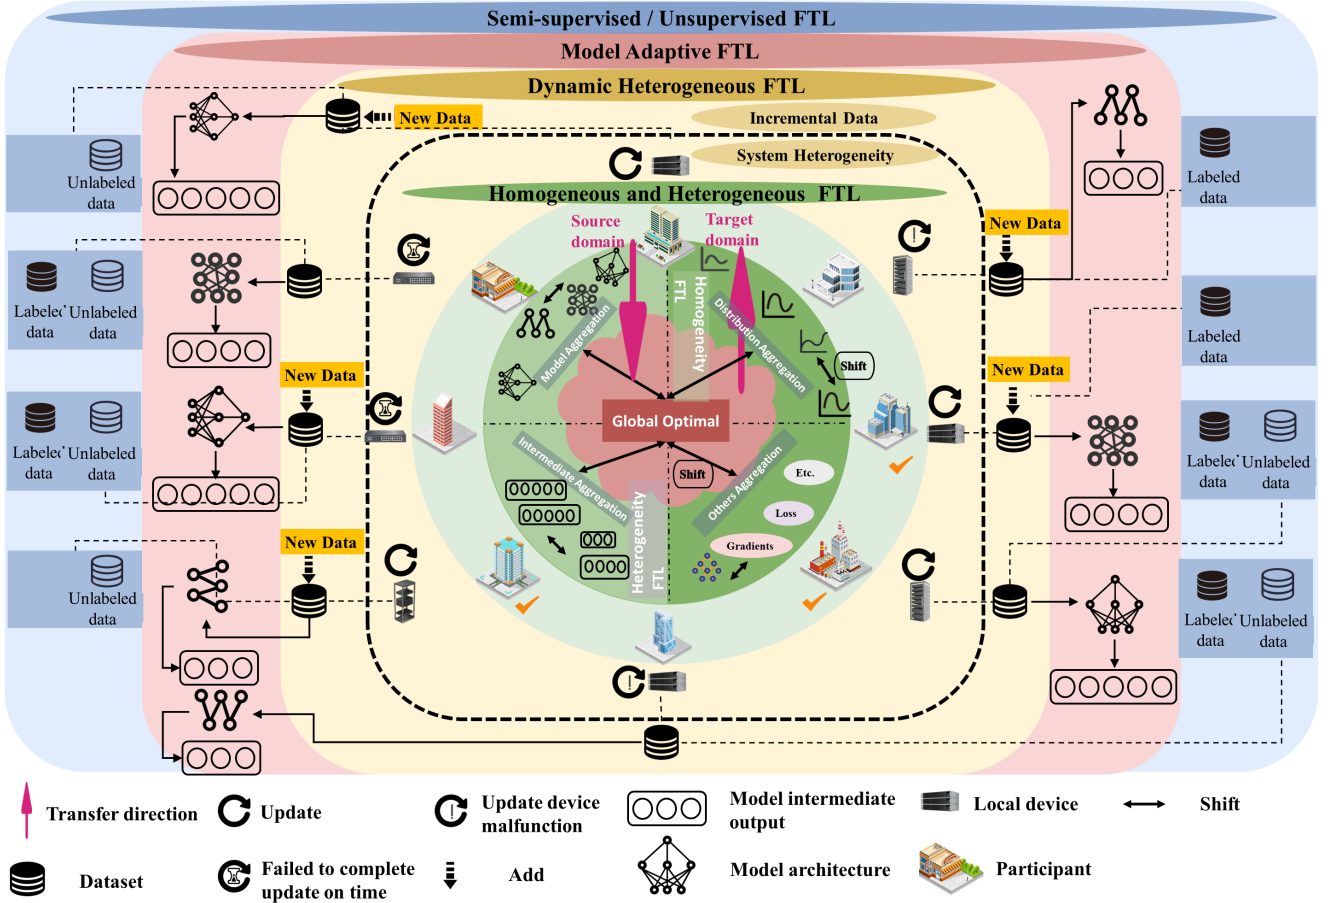 Semi-supervised / Unsupervised FTL
Model Adaptive FTL
Dynamic Heterogeneous FTL
New Data
Incremental Data
System Heterogeneity
Homogeneous and Heterogeneous FTL
Unlabeled
data
Labeled
data
Source
domain
Target
domain
New Data
Labelec
data
Unlabeled
data
Homogeneity
FTL
Model Aggregation
Distribution Aggregation
Shift
Labeled
data
New Data
New Data
Labelec
data
Unlabeled
data
Global Optimal
Labelec
data
Unlabeled
data
Intermediate Aggregation
Shift
Others Aggregation
Etc.
Loss
Gradients
Heterogeneity
FTL
New Data
Unlabeled
data
Labelec
data
Unlabeled
data
Transfer direction
Update
Update device
malfunction
Model intermediate
output
Local device
Shift
Dataset
Failed to complete
update on time
Add
Model architecture
Participant